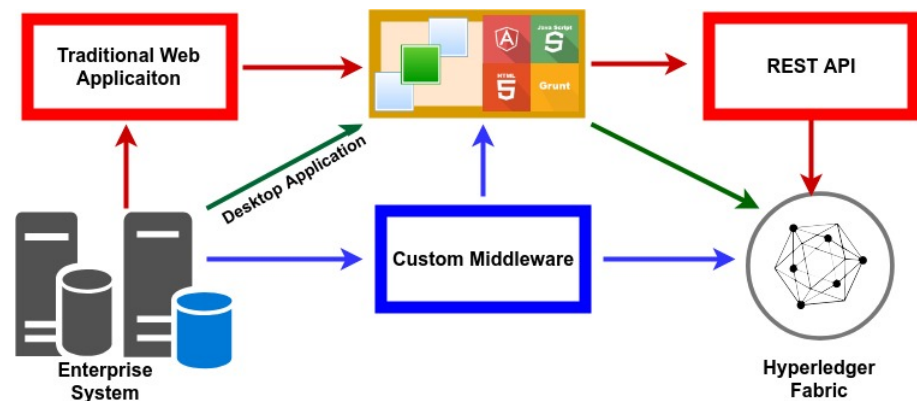 Traditional Web
Applicaiton
Java Script
HTML
Grunt
REST API
Desktop Application
Custom Middleware
Enterprise
System
Hyperledger
Fabric